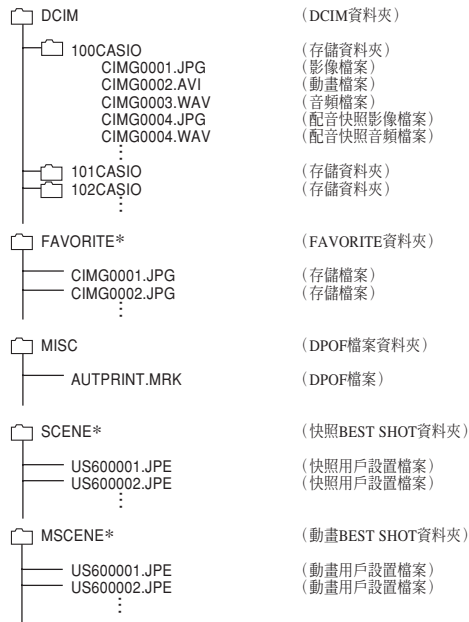 DCIM （DCIM資料夾）
100CASIO （存儲資料夾）
CIMG0001.JPG （影像檔案）
CIMG0002.AVI （動畫檔案）
CIMG0003.WAV （音頻檔案）
CIMG0004.JPG （配音快照影像檔案）
CIMG0004.WAV （配音快照音頻檔案）
101CASIO （存儲資料夾）
102CASIO （存儲資料夾）
FAVORITE* （FAVORITE資料夾）
CIMG0001.JPG （存儲檔案）
CIMG0002.JPG （存儲檔案）
MISC （DPOF檔案資料夾）
AUTPRINT.MRK （DPOF檔案）
SCENE* （快照BEST SHOT資料夾）
US600001.JPE （快照用戶設置檔案）
US600002.JPE （快照用戶設置檔案）
MSCENE* （動畫BEST SHOT資料夾）
US600001.JPE （動畫用戶設置檔案）
US600002.JPE （動畫用戶設置檔案）